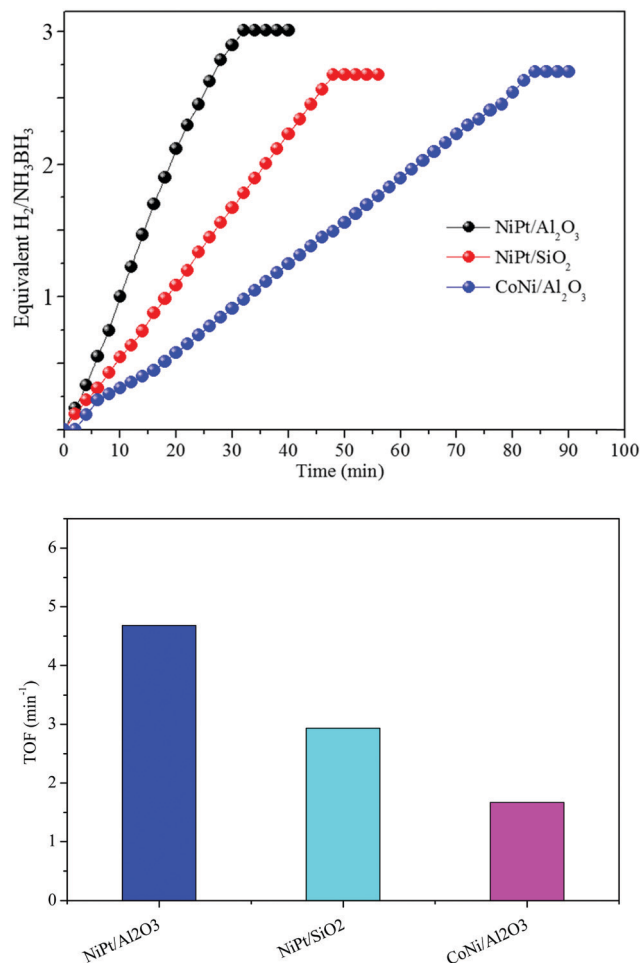 3
2
1
Equivalent H₂/NH₃BH₃
NiPt/Al₂O₃
NiPt/SiO₂
CoNi/Al₂O₃
0 10 20 30 40 50 60 70 80 90 100
Time (min)
6
5
4
3
2
1
0
TOF (min⁻¹)
NiPt/Al2O3 NiPt/SiO2 CoNi/Al2O3